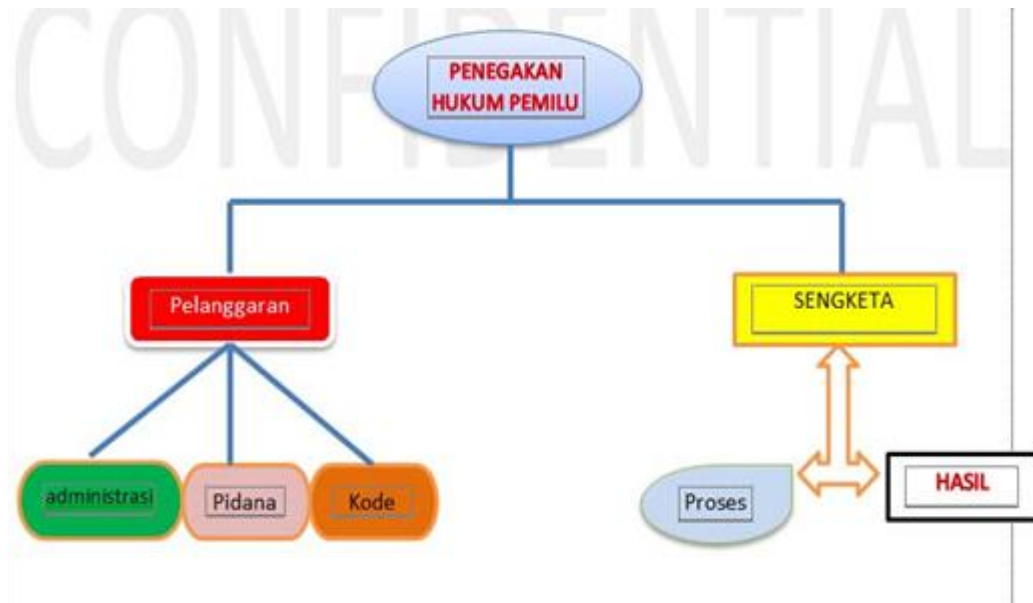 CONFIDENTIAL
PENEGAKAN
HUKUM PEMILU
Pelanggaran
SENGKETA
administrasi
Pidana
Kode
Proses
HASIL